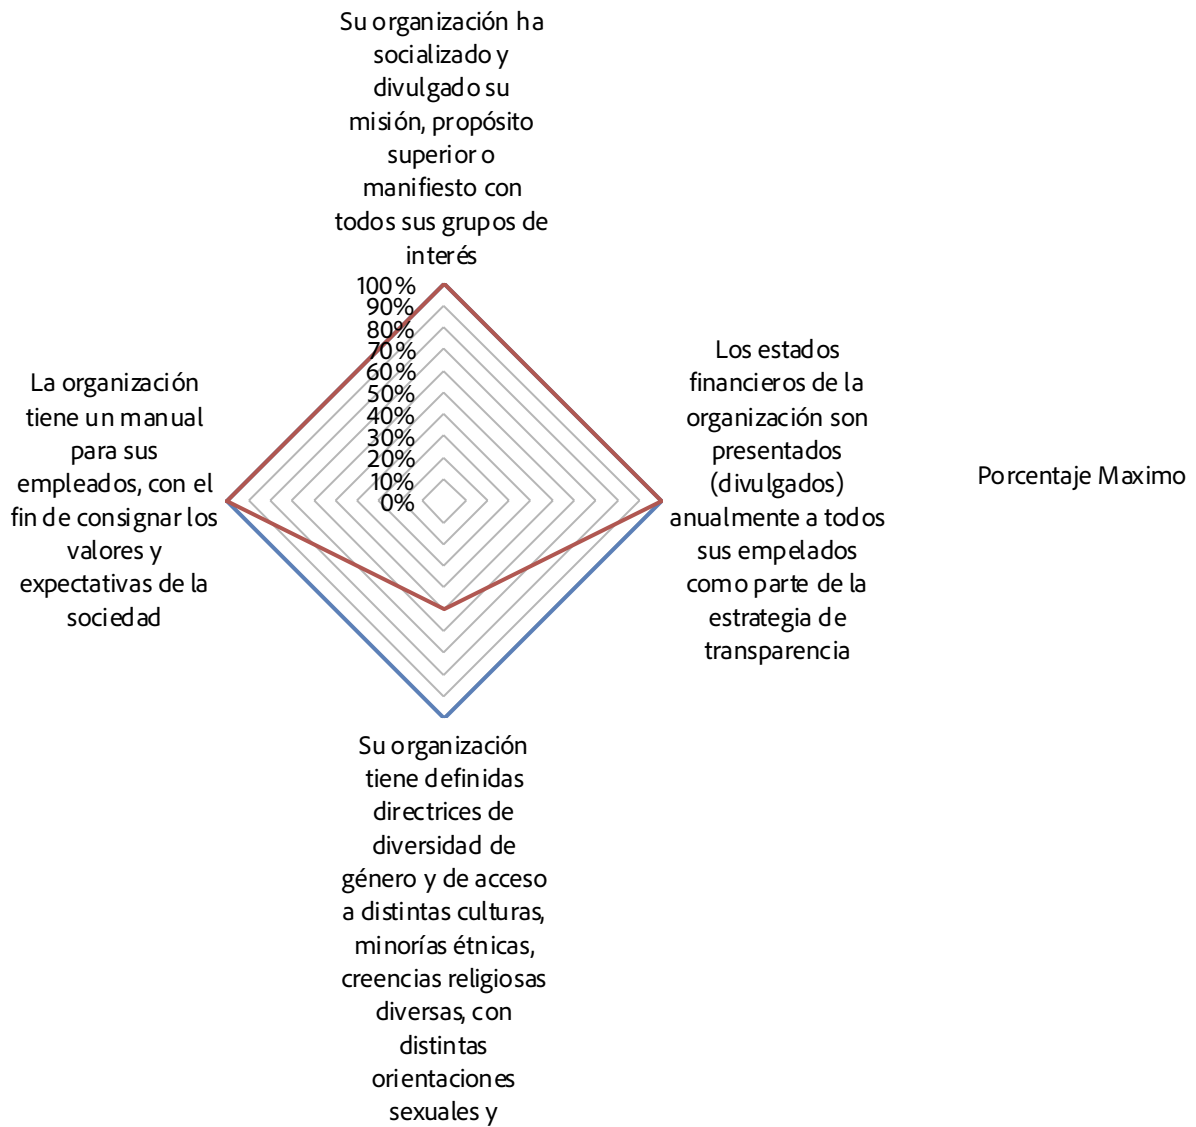 Su organización ha
socializado y
divulgado su
misión, propósito
superior o
manifiesto con
todos sus grupos de
interés
100%
90%
80%
70%
60%
50%
40%
30%
20%
10%
0%
Los estados
financieros de la
organización son
presentados
(divulgados)
anualmente a todos
sus empelados
como parte de la
estrategia de
transparencia
Porcentaje Maximo
La organización
tiene un manual
para sus
empleados, con el
fin de consignar los
valores y
expectativas de la
sociedad
Su organización
tiene definidas
directrices de
diversidad de
género y de acceso
a distintas culturas,
minorías étnicas,
creencias religiosas
diversas, con
distintas
orientaciones
sexuales y